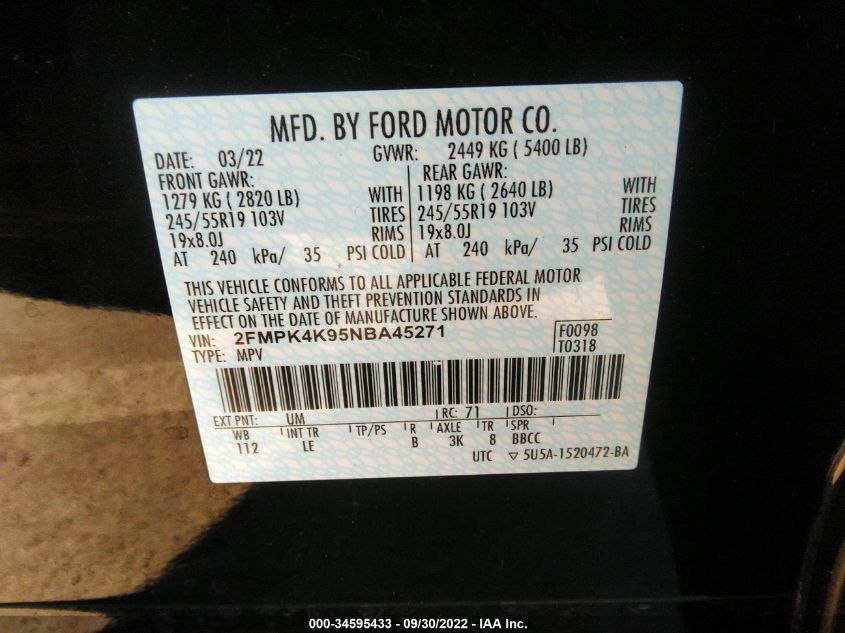 MFD. BY FORD MOTOR CO.
DATE: 03/22 GVWR: 2449 KG ( 5400 LB)
FRONT GAWR: REAR GAWR:
1279 KG ( 2820 LB) WITH 1198 KG ( 2640 LB) WITH
245/55R19 103V TIRES 245/55R19 103V TIRES
19x8.0J RIMS 19x8.0J RIMS
AT 240 kPa/ 35 PSI COLD AT 240 kPa/ 35 PSI COLD
THIS VEHICLE CONFORMS TO ALL APPLICABLE FEDERAL MOTOR
VEHICLE SAFETY AND THEFT PREVENTION STANDARDS IN
EFFECT ON THE DATE OF MANUFACTURE SHOWN ABOVE.
VIN: 2FMPK4K95NBA45271 F0098
TYPE: MPV T0318
EXT PNT: UM RC: 71 DSO:
WB INT TR TP/PS R AXLE TR SPR
112 LE B 3K 8 BBCC
UTC ▽ 5U5A-1520472-BA
000-34595433 - 09/30/2022 - IAA Inc.